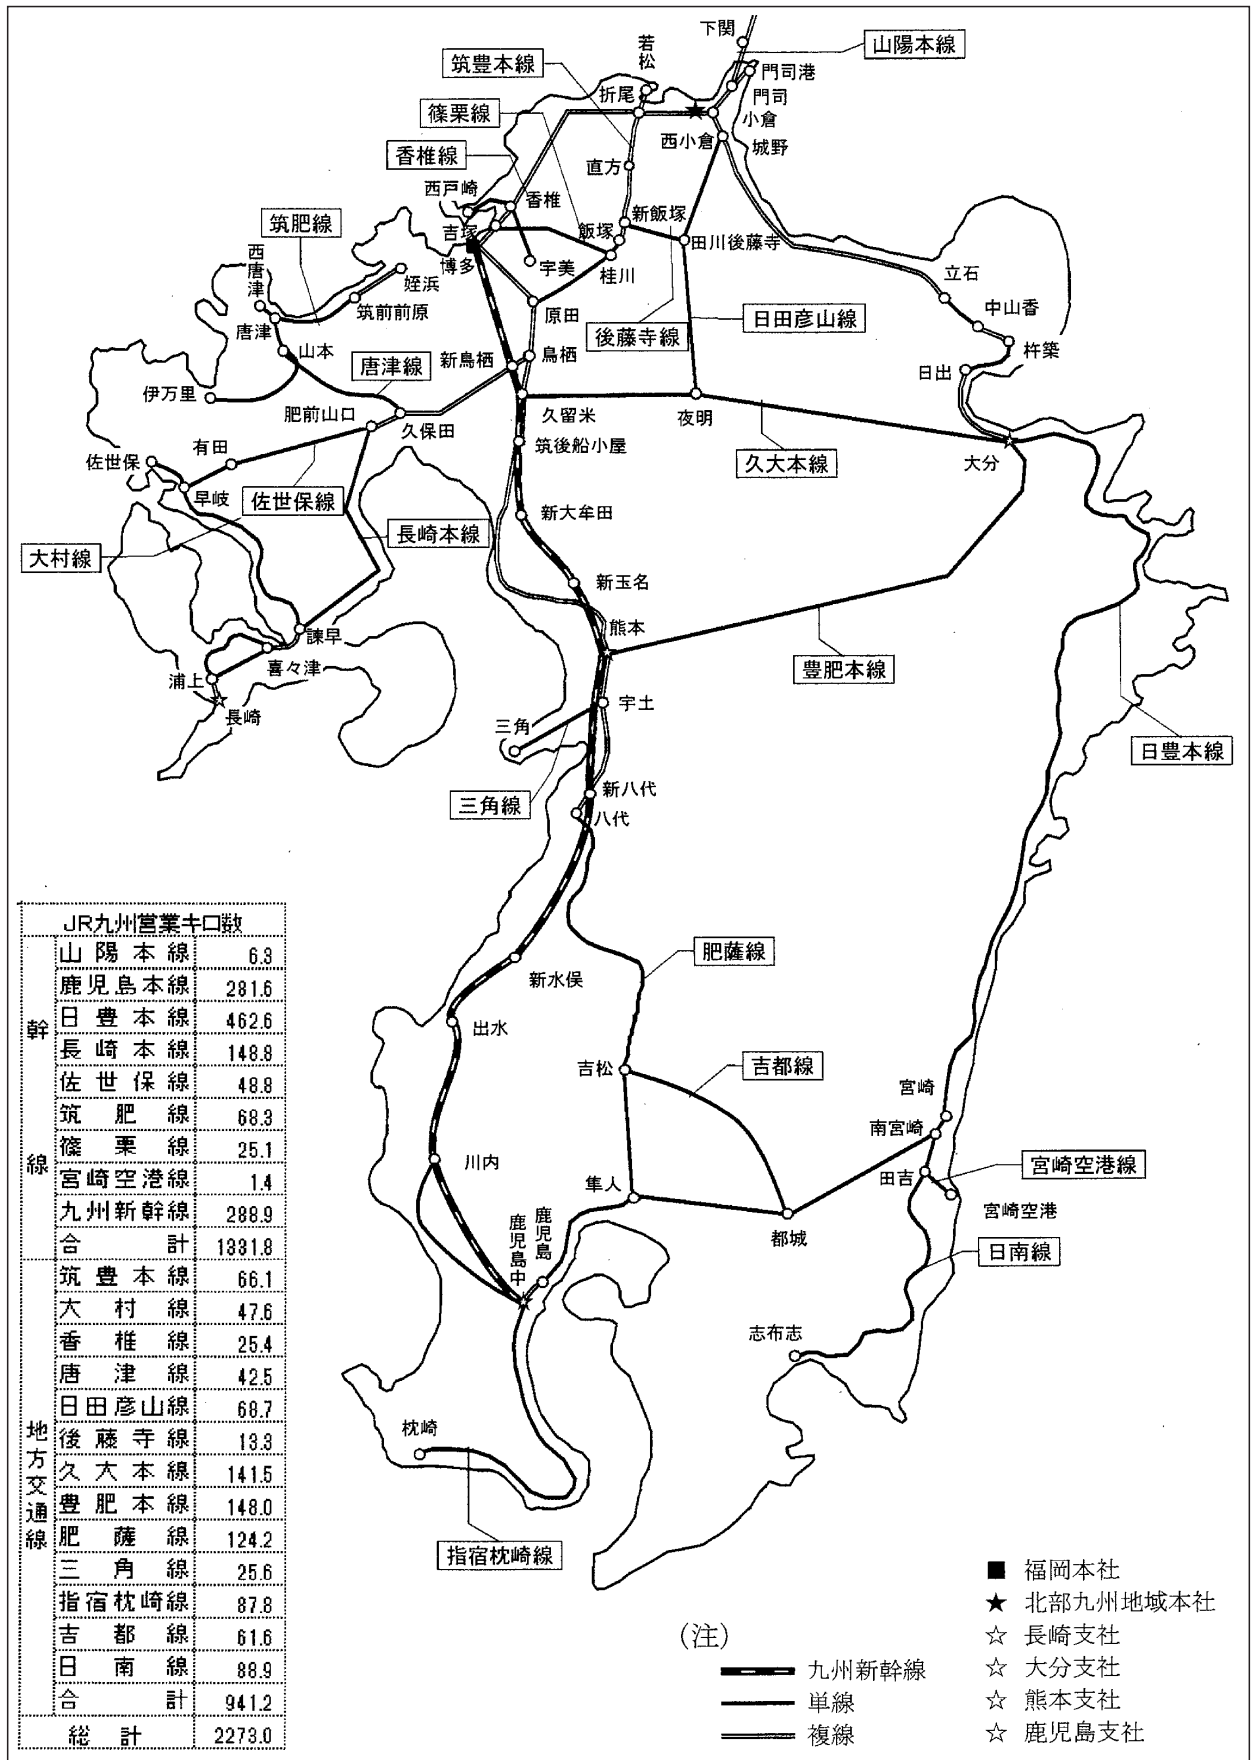 下関
山陽本線
若松
筑豊本線
門司港
折尾
門司
篠栗線
小倉
西小倉
城野
香椎線
直方
西戸崎
香椎
筑肥線
新飯塚
吉塚
飯塚
田川後藤寺
博多
宇美
桂川
西唐津
姪浜
立石
筑前前原
原田
日田彦山線
中山香
唐津
後藤寺線
山本
新鳥栖
鳥栖
杵築
唐津線
日出
伊万里
肥前山口
久保田
久留米
夜明
有田
筑後船小屋
佐世保
久大本線
大分
早岐
佐世保線
新大牟田
長崎本線
大村線
新玉名
熊本
諫早
喜々津
豊肥本線
浦上
宇土
長崎
三角
日豊本線
新八代
三角線
八代
肥薩線
新水俣
出水
吉松
吉都線
宮崎
南宮崎
川内
田吉
宮崎空港線
隼人
宮崎空港
都城
鹿児島
鹿児島中
日南線
志布志
枕崎
指宿枕崎線
JR九州営業キロ数
幹線
山陽本線 6.3
鹿児島本線 281.6
日豊本線 462.6
長崎本線 148.8
佐世保線 48.8
筑肥線 68.3
篠栗線 25.1
宮崎空港線 1.4
九州新幹線 288.9
合計 1331.8
地方交通線
筑豊本線 66.1
大村線 47.6
香椎線 25.4
唐津線 42.5
日田彦山線 68.7
後藤寺線 13.3
久大本線 141.5
豊肥本線 148.0
肥薩線 124.2
三角線 25.6
指宿枕崎線 87.8
吉都線 61.6
日南線 88.9
合計 941.2
総計 2273.0
(注)
九州新幹線
単線
複線
■ 福岡本社
★ 北部九州地域本社
☆ 長崎支社
☆ 大分支社
☆ 熊本支社
☆ 鹿児島支社